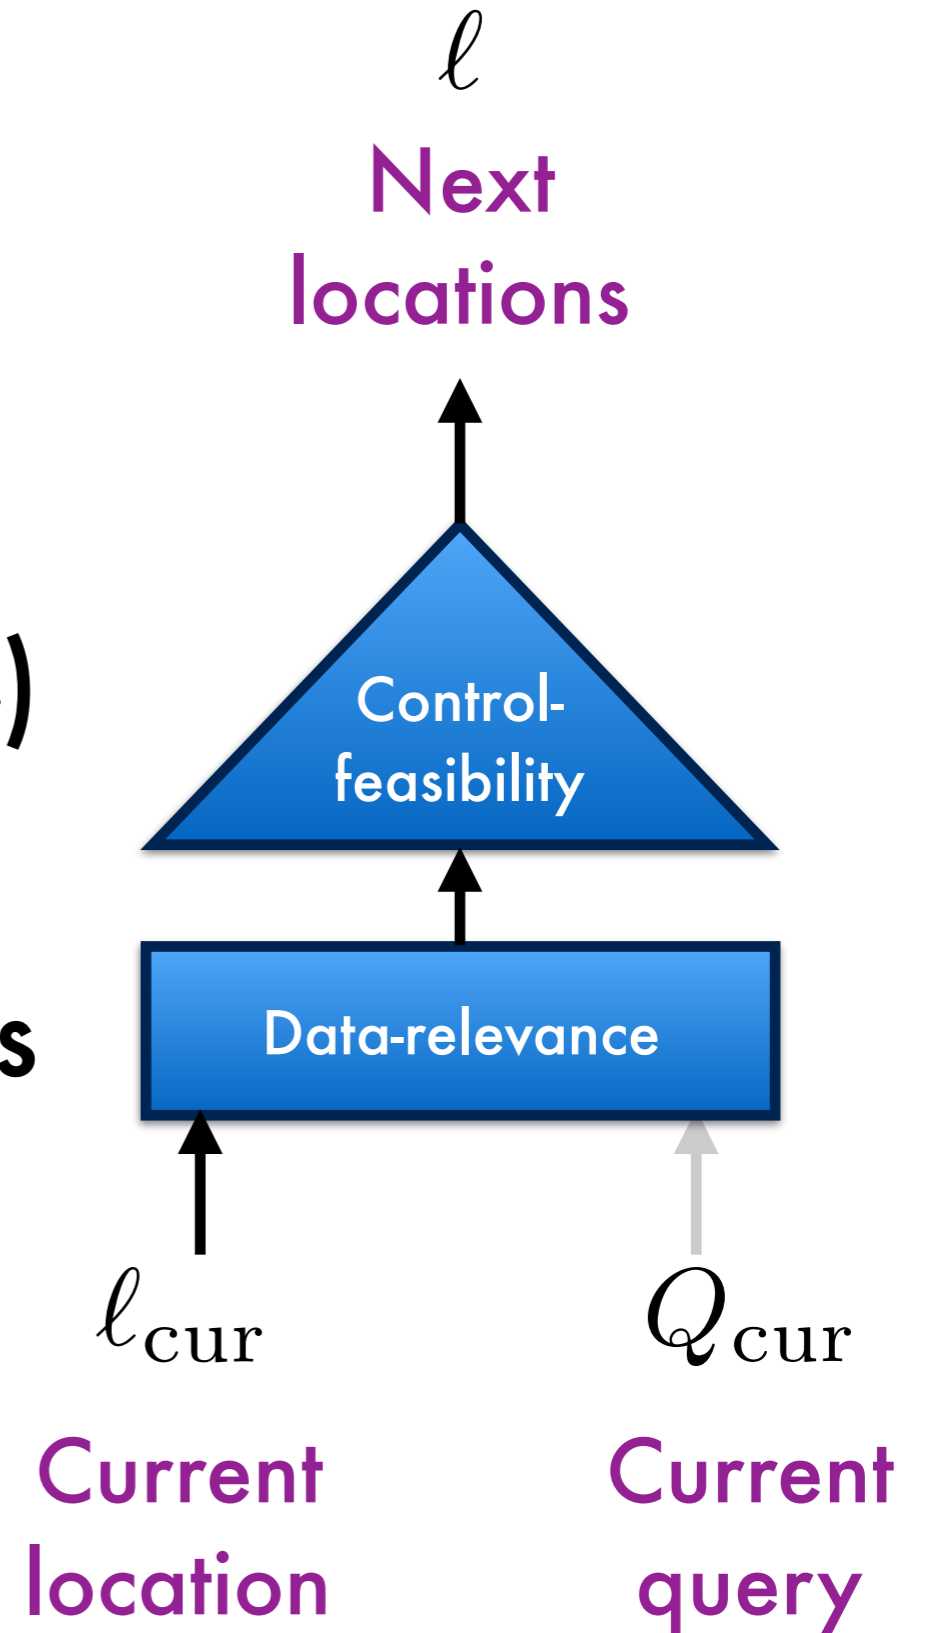 ℓ
Next
locations
)
Control-
feasibility
Data-relevance
s
ℓcur
Qcur
Current
location
Current
query